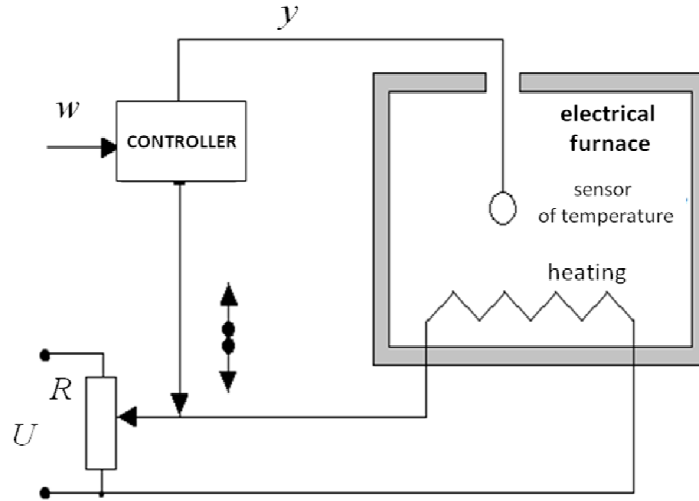 y
w
CONTROLLER
electrical
furnace
sensor
of temperature
heating
R
U